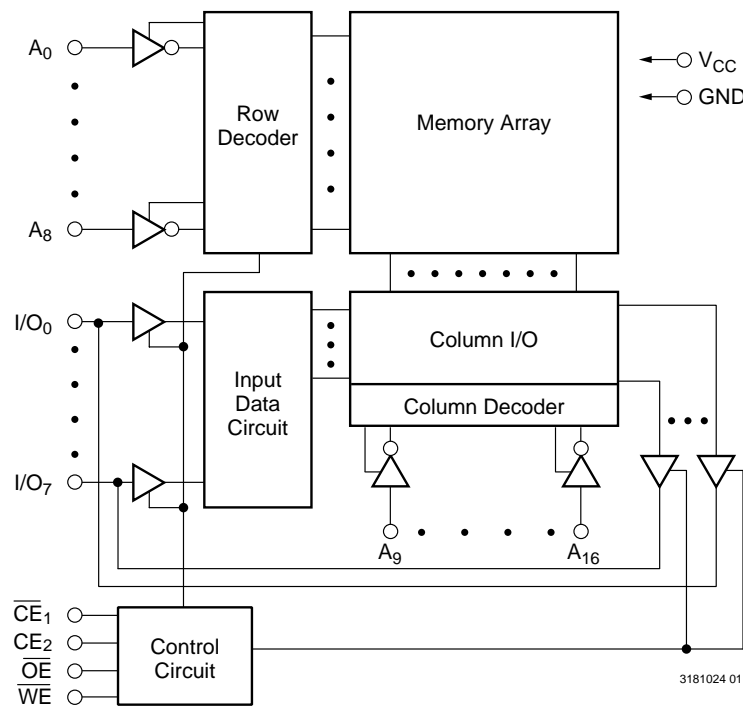 A0
VCC
GND
Row
Decoder
Memory Array
A8
I/O0
Column I/O
Input
Data
Circuit
Column Decoder
I/O7
A9
A16
CE1
CE2
OE
WE
Control
Circuit
3181024 01